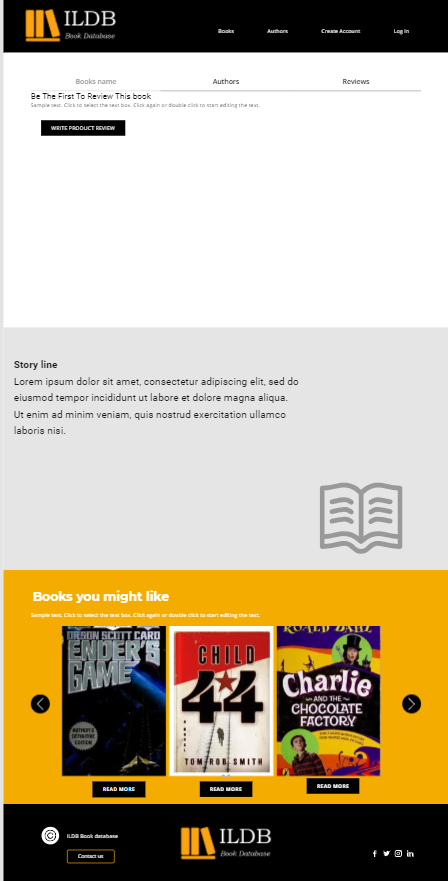 ILDB
Book Database
Books Authors Create Account Log In
Books name Authors Reviews
Be The First To Review This book
Sample text. Click to select the text box. Click again or double click to start editing the text.
WRITE PRODUCT REVIEW
Story line
Lorem ipsum dolor sit amet, consectetur adipiscing elit, sed do
eiusmod tempor incididunt ut labore et dolore magna aliqua.
Ut enim ad minim veniam, quis nostrud exercitation ullamco
laboris nisi.
Books you might like
Sample text. Click to select the text box. Click again or double click to start editing the text.
ORSON SCOTT CARD
ENDER'S
GAME
AUTHOR'S
DEFINITIVE
EDITION
CHILD
44
TOM ROB SMITH
ROALD DAHL
Charlie
AND THE
CHOCOLATE
FACTORY
READ MORE READ MORE READ MORE
© ILDB Book database
Contact us
ILDB
Book Database